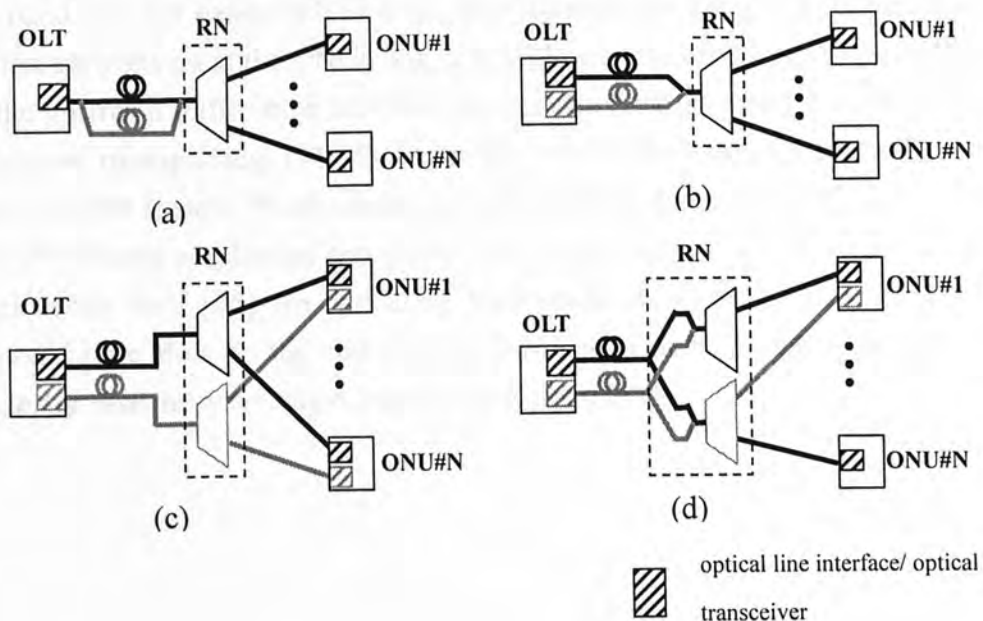 OLT
RN
ONU#1
ONU#N
(a)
OLT
RN
ONU#1
ONU#N
(b)
OLT
RN
ONU#1
ONU#N
(c)
OLT
RN
ONU#1
ONU#N
(d)
optical line interface/ optical
transceiver